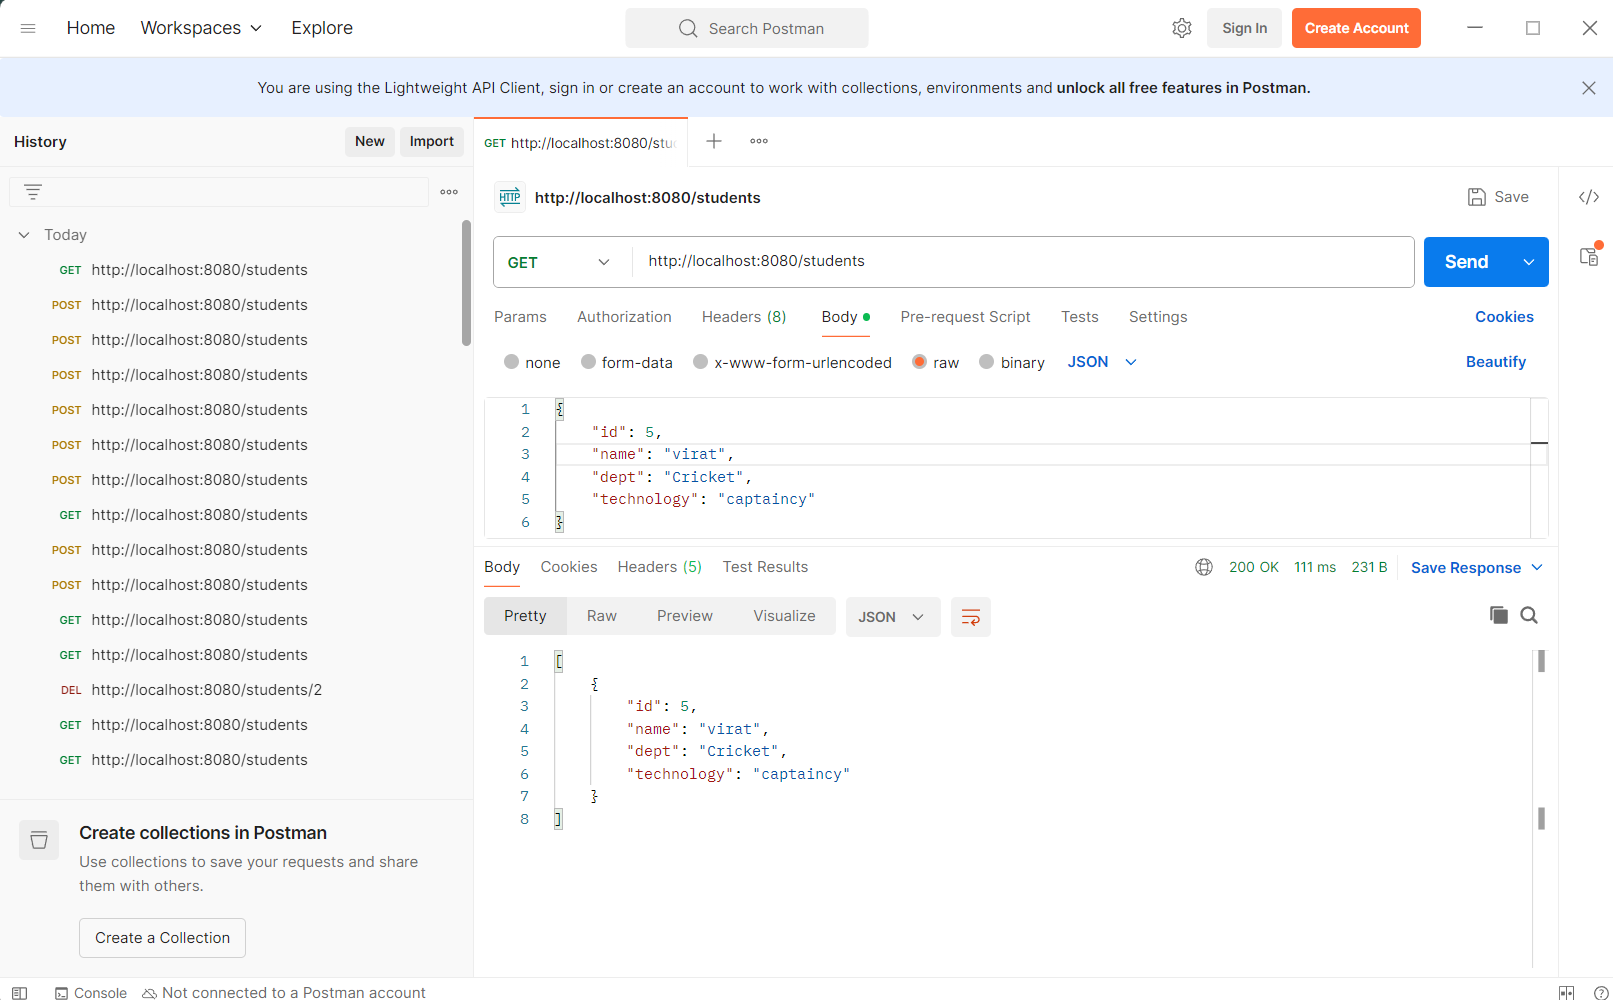 Home Workspaces Explore Search Postman Sign In Create Account
You are using the Lightweight API Client, sign in or create an account to work with collections, environments and unlock all free features in Postman.
History New Import
Today
GET http://localhost:8080/students
POST http://localhost:8080/students
POST http://localhost:8080/students
POST http://localhost:8080/students
POST http://localhost:8080/students
POST http://localhost:8080/students
POST http://localhost:8080/students
GET http://localhost:8080/students
POST http://localhost:8080/students
POST http://localhost:8080/students
GET http://localhost:8080/students
GET http://localhost:8080/students
DEL http://localhost:8080/students/2
GET http://localhost:8080/students
GET http://localhost:8080/students
Create collections in Postman
Use collections to save your requests and share
them with others.
Create a Collection
GET http://localhost:8080/stu
HTTP http://localhost:8080/students Save </>
GET http://localhost:8080/students Send
Params Authorization Headers (8) Body Pre-request Script Tests Settings Cookies
none form-data x-www-form-urlencoded raw binary JSON Beautify
1 {
2 "id": 5,
3 "name": "virat",
4 "dept": "Cricket",
5 "technology": "captaincy"
6 }
Body Cookies Headers (5) Test Results 200 OK 111 ms 231 B Save Response
Pretty Raw Preview Visualize JSON
1 [
2 {
3 "id": 5,
4 "name": "virat",
5 "dept": "Cricket",
6 "technology": "captaincy"
7 }
8 ]
Console Not connected to a Postman account